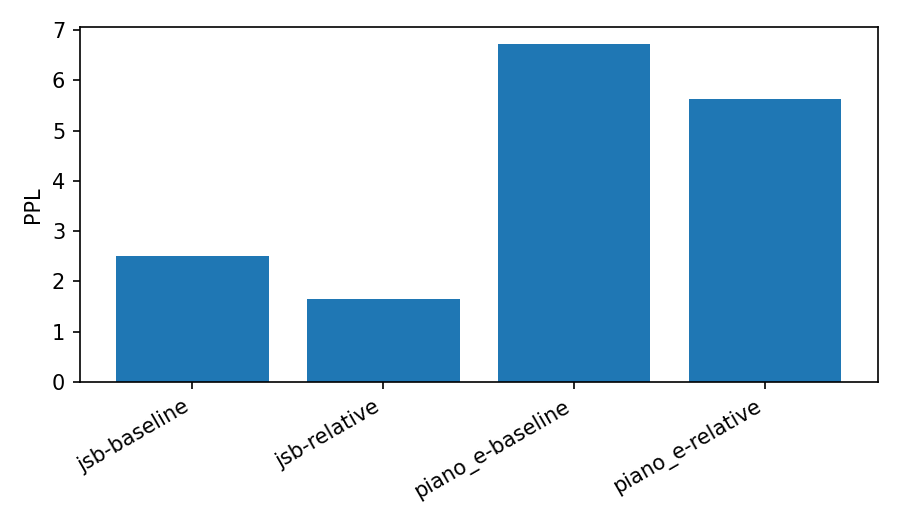 7
6
5
4
3
2
1
0
PPL
jsb-baseline
jsb-relative
piano_e-baseline
piano_e-relative